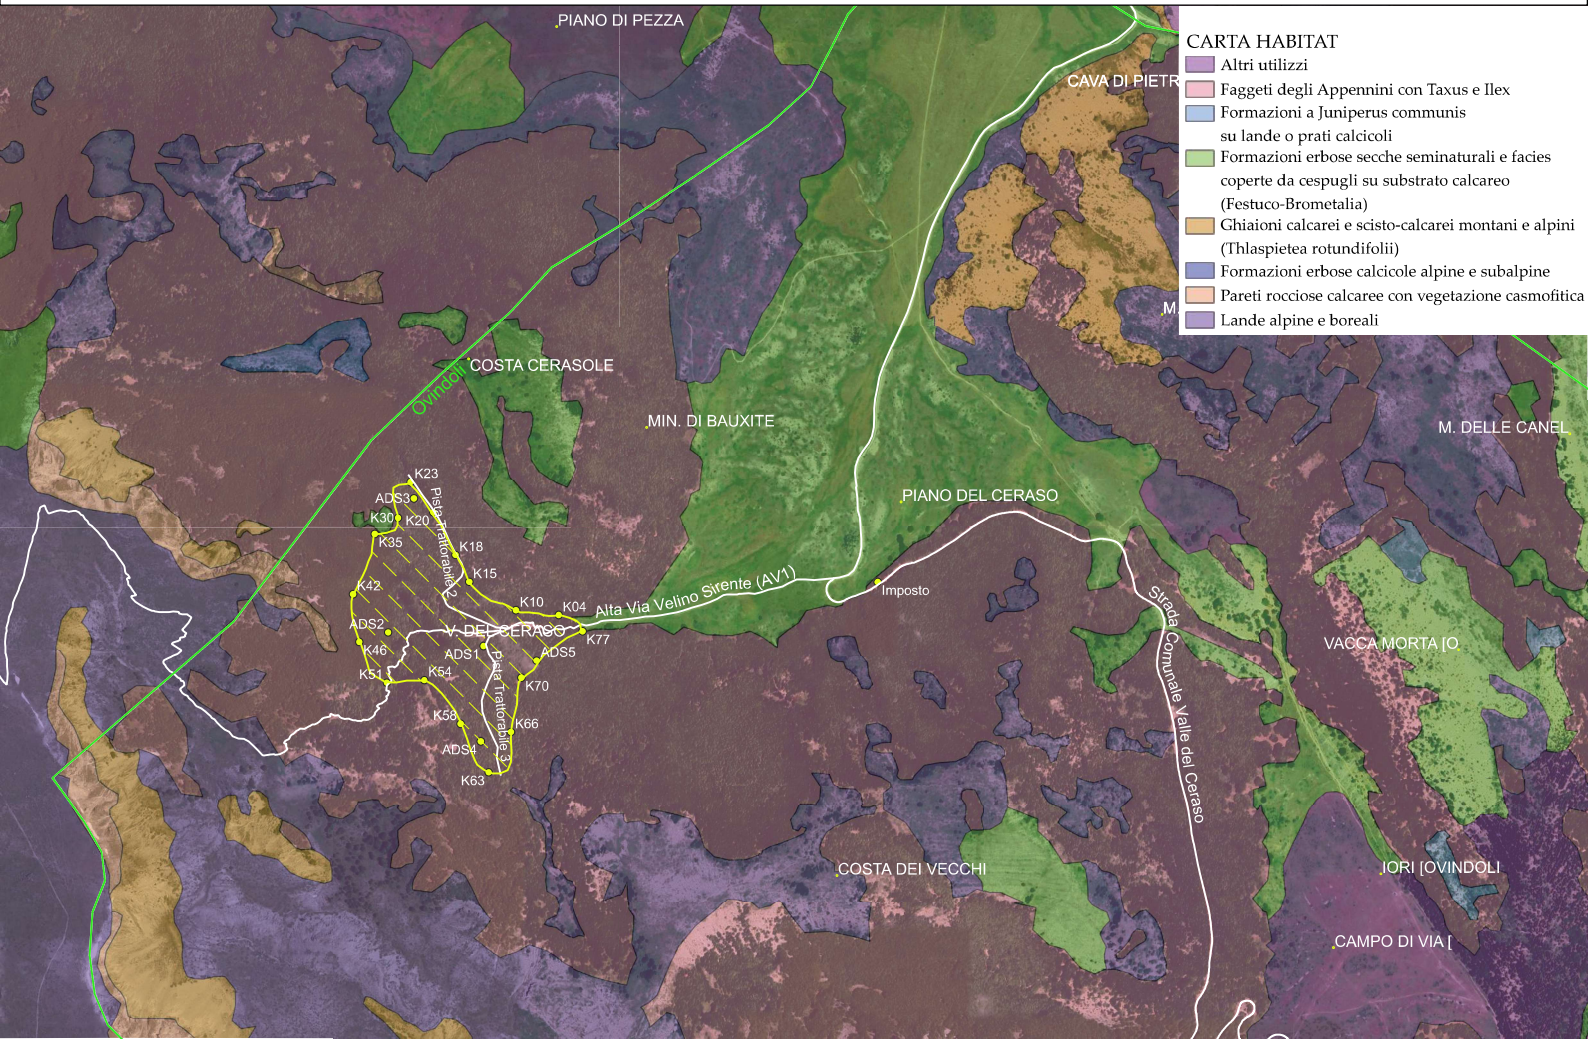 PIANO DI PEZZA
CAVA DI PIETR
CARTA HABITAT
Altri utilizzi
Faggeti degli Appennini con Taxus e Ilex
Formazioni a Juniperus communis
su lande o prati calcicoli
Formazioni erbose secche seminaturali e facies
coperte da cespugli su substrato calcareo
(Festuco-Brometalia)
Ghiaioni calcarei e scisto-calcarei montani e alpini
(Thlaspietea rotundifolii)
Formazioni erbose calcicole alpine e subalpine
Pareti rocciose calcaree con vegetazione casmofitica
Lande alpine e boreali
M
COSTA CERASOLE
Ovindoli
MIN. DI BAUXITE
M. DELLE CANEL
K23
ADS3
Pista Trattorabile 2
PIANO DEL CERASO
K30
K20
K35
K18
K15
K42
Imposto
K10
K04
Alta Via Velino Sirente (AV1)
ADS2
V. DEL CERASO
K77
K46
ADS1
ADS5
Strada Comunale Valle del Ceraso
VACCA MORTA [O
K51
K54
Pista Trattorabile 3
K70
K58
K66
ADS4
K63
COSTA DEI VECCHI
IORI [OVINDOLI
CAMPO DI VIA [